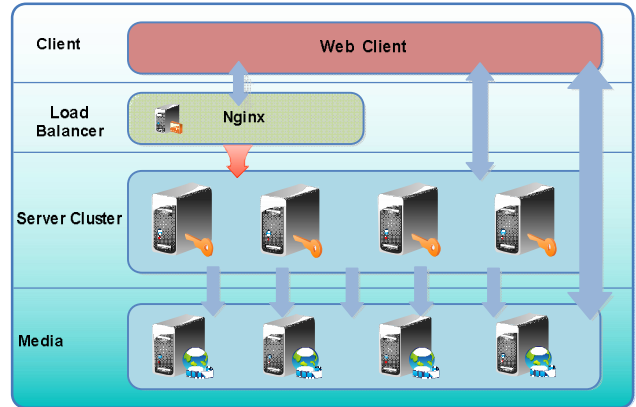 Client
Web Client
Load
Balancer
Nginx
Server Cluster
Media